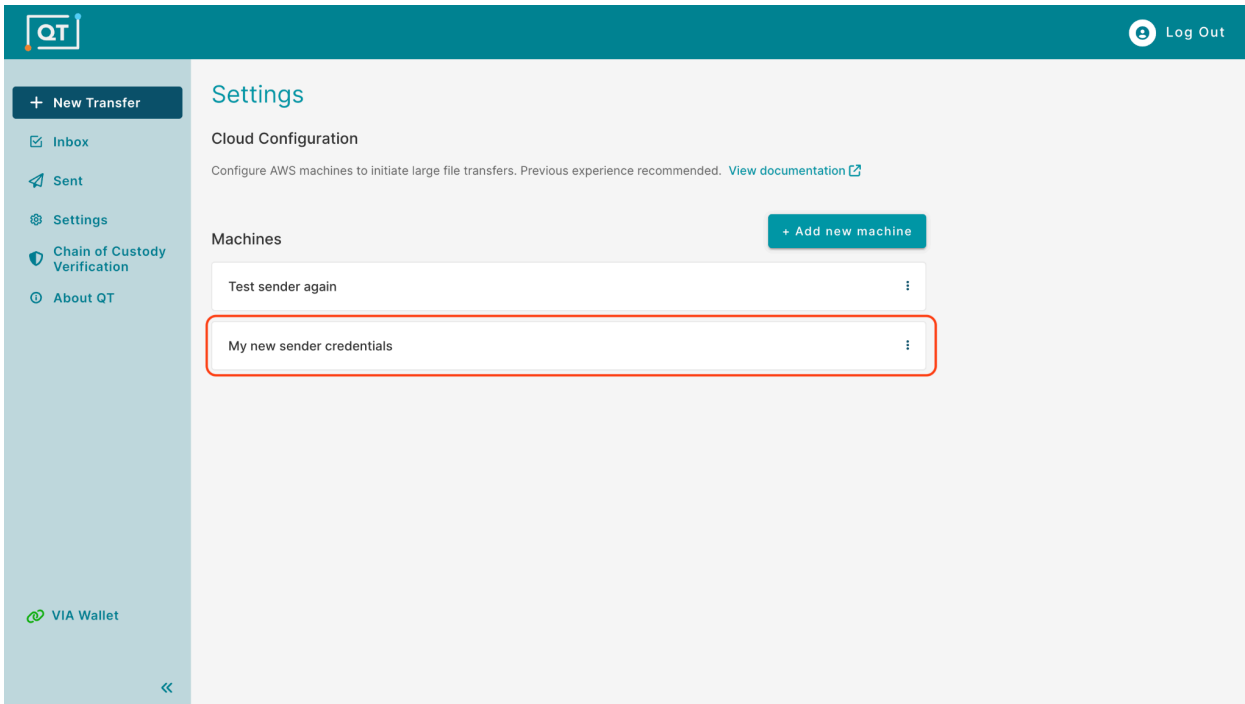 QT
Log Out
+ New Transfer
Inbox
Sent
Settings
Chain of Custody
Verification
About QT
VIA Wallet
Settings
Cloud Configuration
Configure AWS machines to initiate large file transfers. Previous experience recommended. View documentation
Machines
+ Add new machine
Test sender again
My new sender credentials